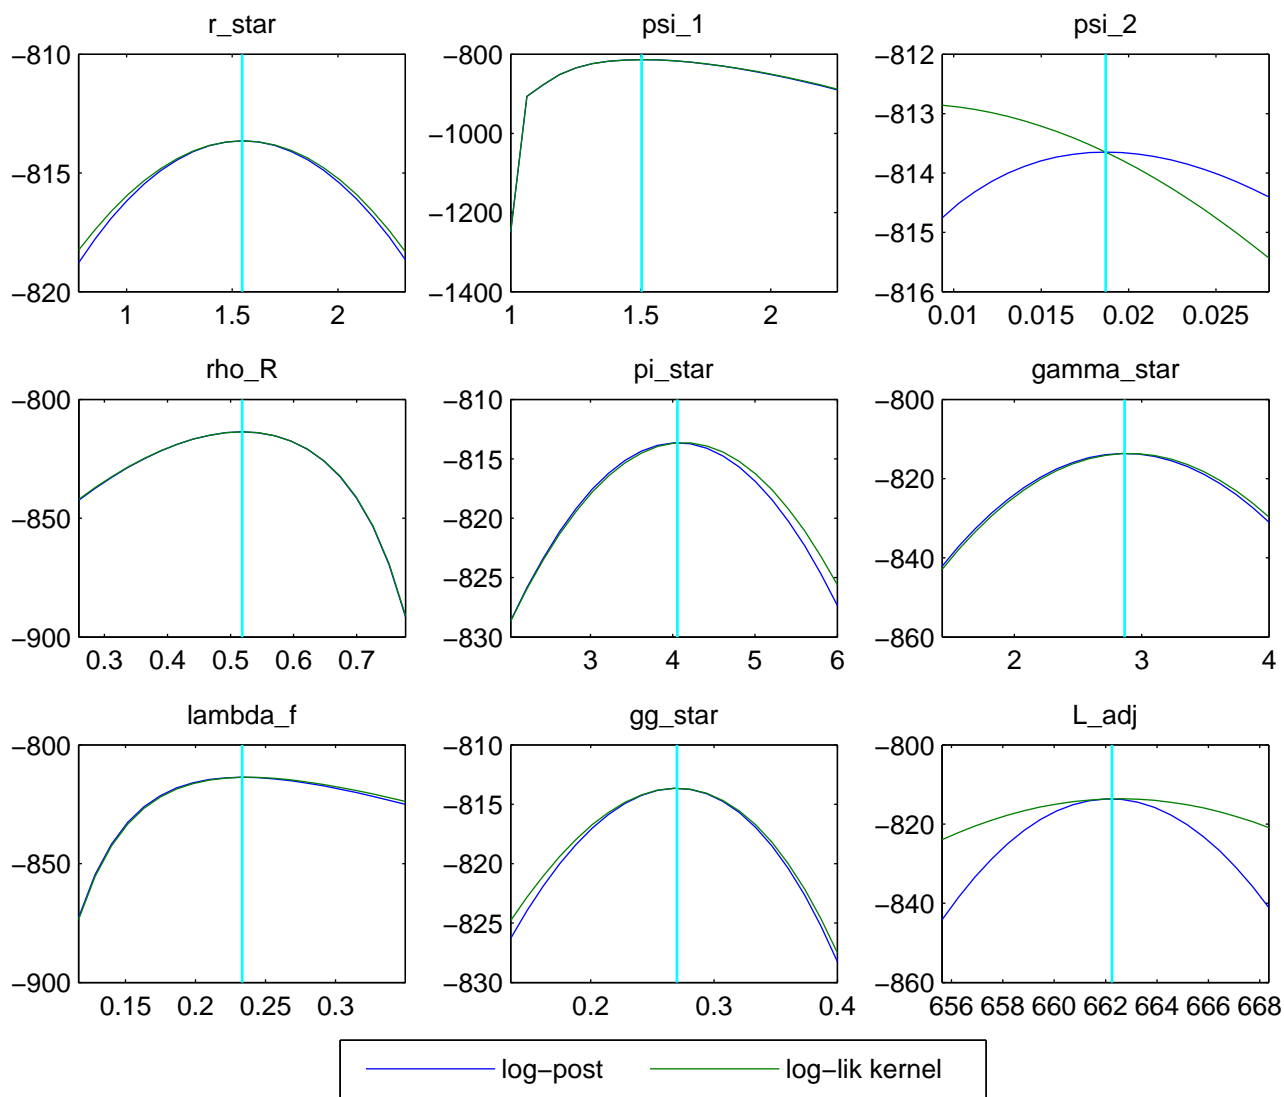 r_star psi_1 psi_2
−810 −800 −812
−813
−1000
−815 −814
−1200
−815
−820 −1400 −816
1 1.5 2 1 1.5 2 0.01 0.015 0.02 0.025
rho_R pi_star gamma_star
−800 −810 −800
−815
−820
−850 −820
−840
−825
−900 −830 −860
0.3 0.4 0.5 0.6 0.7 3 4 5 6 2 3 4
lambda_f gg_star L_adj
−800 −810 −800
−815
−820
−850 −820
−840
−825
−900 −830 −860
0.15 0.2 0.25 0.3 0.2 0.3 0.4 656 658 660 662 664 666 668
log−post log−lik kernel